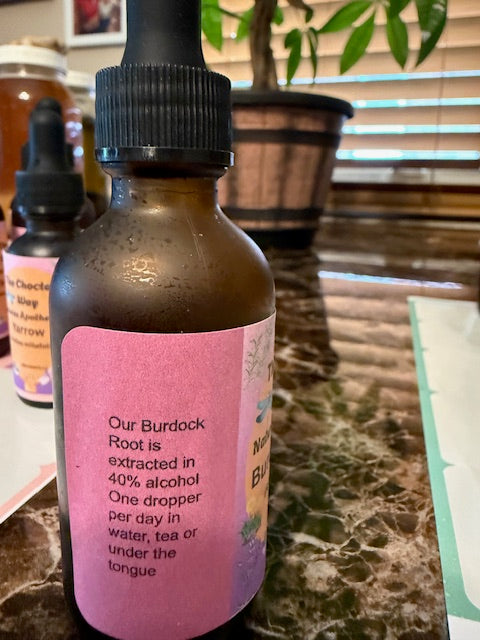 Our Burdock
Root is
extracted in
40% alcohol
One dropper
per day in
water, tea or
under the
tongue
Way
Yarrow